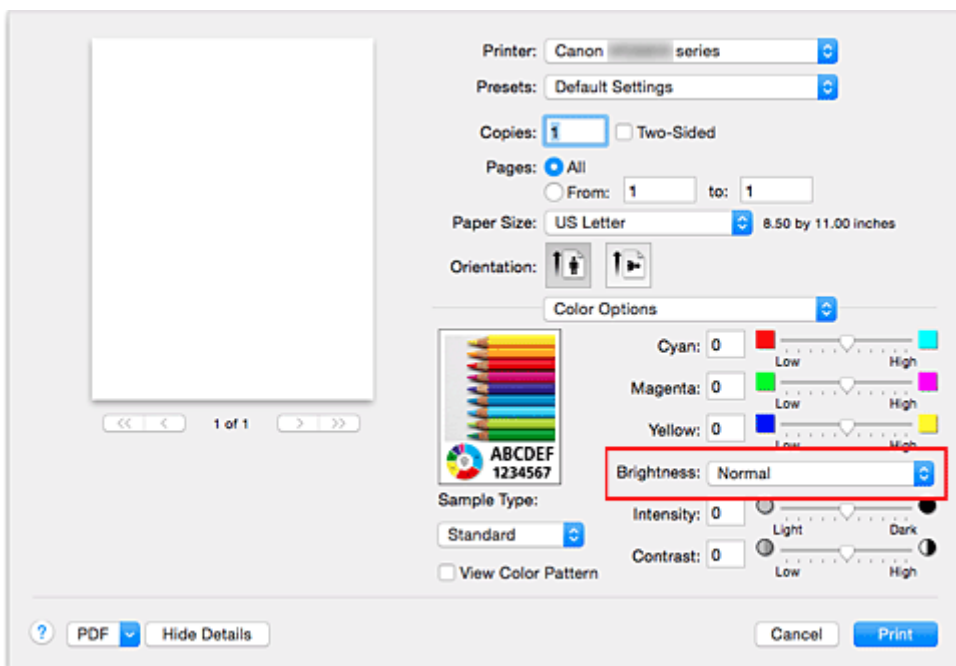 Printer: Canon series
Presets: Default Settings
Copies: 1 Two-Sided
Pages: All
From: 1 to: 1
Paper Size: US Letter 8.50 by 11.00 inches
Orientation:
Color Options
Cyan: 0
Low High
Magenta: 0
Low High
Yellow: 0
Low High
Brightness: Normal
Intensity: 0
Light Dark
Contrast: 0
Low High
ABCDEF
1234567
Sample Type:
Standard
View Color Pattern
<< < 1 of 1 > >>
? PDF Hide Details Cancel Print